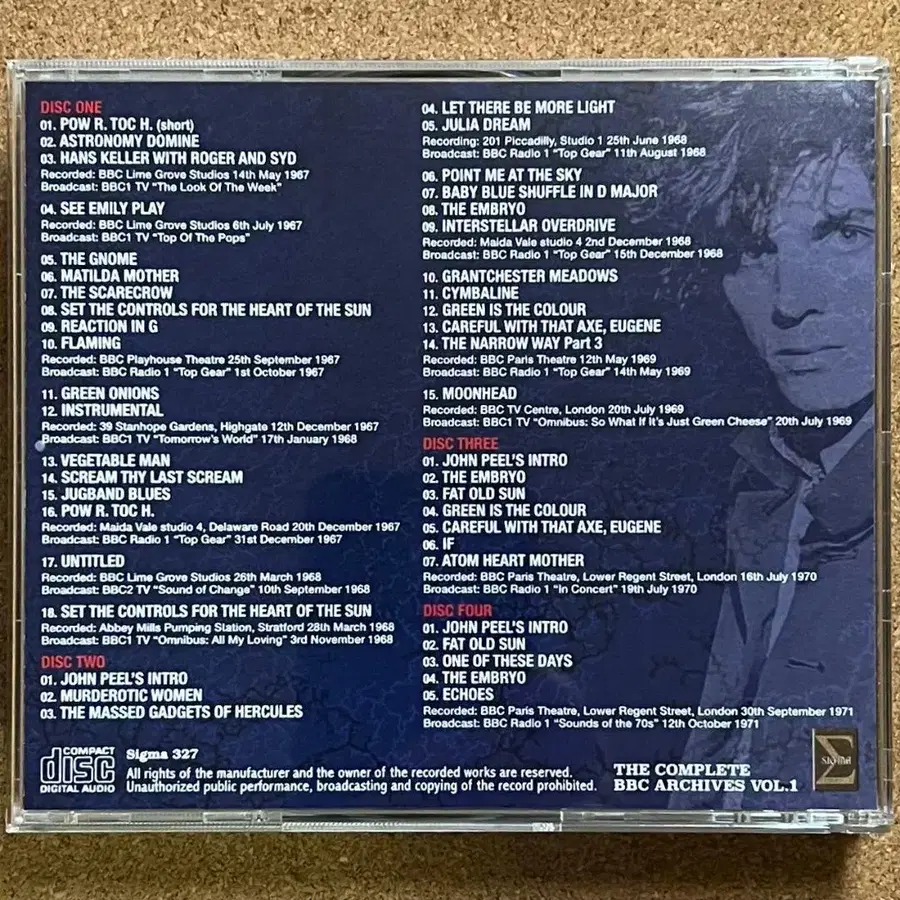 DISC ONE
01. POW R. TOC H. (short)
02. ASTRONOMY DOMINE
03. HANS KELLER WITH ROGER AND SYD
Recorded: BBC Lime Grove Studios 14th May 1967
Broadcast: BBC1 TV "The Look Of The Week"
04. SEE EMILY PLAY
Recorded: BBC Lime Grove Studios 6th July 1967
Broadcast: BBC1 TV "Top Of The Pops"
05. THE GNOME
06. MATILDA MOTHER
07. THE SCARECROW
08. SET THE CONTROLS FOR THE HEART OF THE SUN
09. REACTION IN G
10. FLAMING
Recorded: BBC Playhouse Theatre 25th September 1967
Broadcast: BBC Radio 1 "Top Gear" 1st October 1967
11. GREEN ONIONS
12. INSTRUMENTAL
Recorded: 39 Stanhope Gardens, Highgate 12th December 1967
Broadcast: BBC1 TV "Tomorrow's World" 17th January 1968
13. VEGETABLE MAN
14. SCREAM THY LAST SCREAM
15. JUGBAND BLUES
16. POW R. TOC H.
Recorded: Maida Vale studio 4, Delaware Road 20th December 1967
Broadcast: BBC Radio 1 "Top Gear" 31st December 1967
17. UNTITLED
Recorded: BBC Lime Grove Studios 26th March 1968
Broadcast: BBC2 TV "Sound of Change" 10th September 1968
18. SET THE CONTROLS FOR THE HEART OF THE SUN
Recorded: Abbey Mills Pumping Station, Stratford 28th March 1968
Broadcast: BBC1 TV "Omnibus: All My Loving" 3rd November 1968
DISC TWO
01. JOHN PEEL'S INTRO
02. MURDEROTIC WOMEN
03. THE MASSED GADGETS OF HERCULES
04. LET THERE BE MORE LIGHT
05. JULIA DREAM
Recording: 201 Piccadilly, Studio 1 25th June 1968
Broadcast: BBC Radio 1 "Top Gear" 11th August 1968
06. POINT ME AT THE SKY
07. BABY BLUE SHUFFLE IN D MAJOR
08. THE EMBRYO
09. INTERSTELLAR OVERDRIVE
Recorded: Maida Vale studio 4 2nd December 1968
Broadcast: BBC Radio 1 "Top Gear" 15th December 1968
10. GRANTCHESTER MEADOWS
11. CYMBALINE
12. GREEN IS THE COLOUR
13. CAREFUL WITH THAT AXE, EUGENE
14. THE NARROW WAY Part 3
Recorded: BBC Paris Theatre 12th May 1969
Broadcast: BBC Radio 1 "Top Gear" 14th May 1969
15. MOONHEAD
Recorded: BBC TV Centre, London 20th July 1969
Broadcast: BBC1 TV "Omnibus: So What If It's Just Green Cheese" 20th July 1969
DISC THREE
01. JOHN PEEL'S INTRO
02. THE EMBRYO
03. FAT OLD SUN
04. GREEN IS THE COLOUR
05. CAREFUL WITH THAT AXE, EUGENE
06. IF
07. ATOM HEART MOTHER
Recorded: BBC Paris Theatre, Lower Regent Street, London 16th July 1970
Broadcast: BBC Radio 1 "In Concert" 19th July 1970
DISC FOUR
01. JOHN PEEL'S INTRO
02. FAT OLD SUN
03. ONE OF THESE DAYS
04. THE EMBRYO
05. ECHOES
Recorded: BBC Paris Theatre, Lower Regent Street, London 30th September 1971
Broadcast: BBC Radio 1 "Sounds of the 70s" 12th October 1971
COMPACT
disc
DIGITAL AUDIO
Sigma 327
All rights of the manufacturer and the owner of the recorded works are reserved.
Unauthorized public performance, broadcasting and copying of the record prohibited.
THE COMPLETE
BBC ARCHIVES VOL.1
Σ